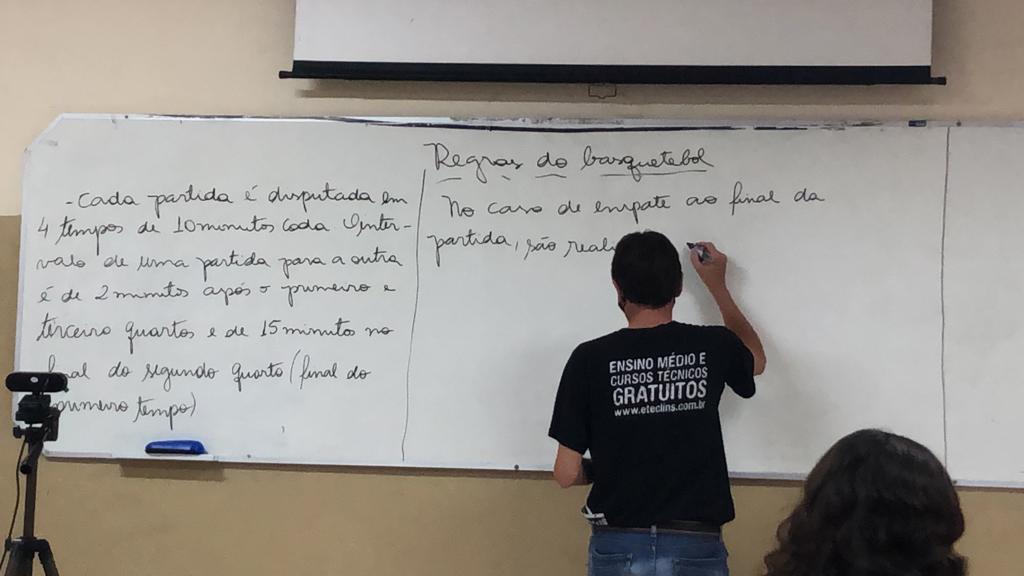 Regras do basquetebol
- Cada partida é disputada em
4 tempos de 10 minutos cada Inter-
valo de uma partida para a outra
é de 2 minutos após o primeiro e
terceiro quartos e de 15 minutos no
final do segundo quarto (final do
primeiro tempo)
No caso de empate ao final da
partida, são reali
ENSINO MÉDIO E
CURSOS TÉCNICOS
GRATUITOS
www.eteclins.com.br